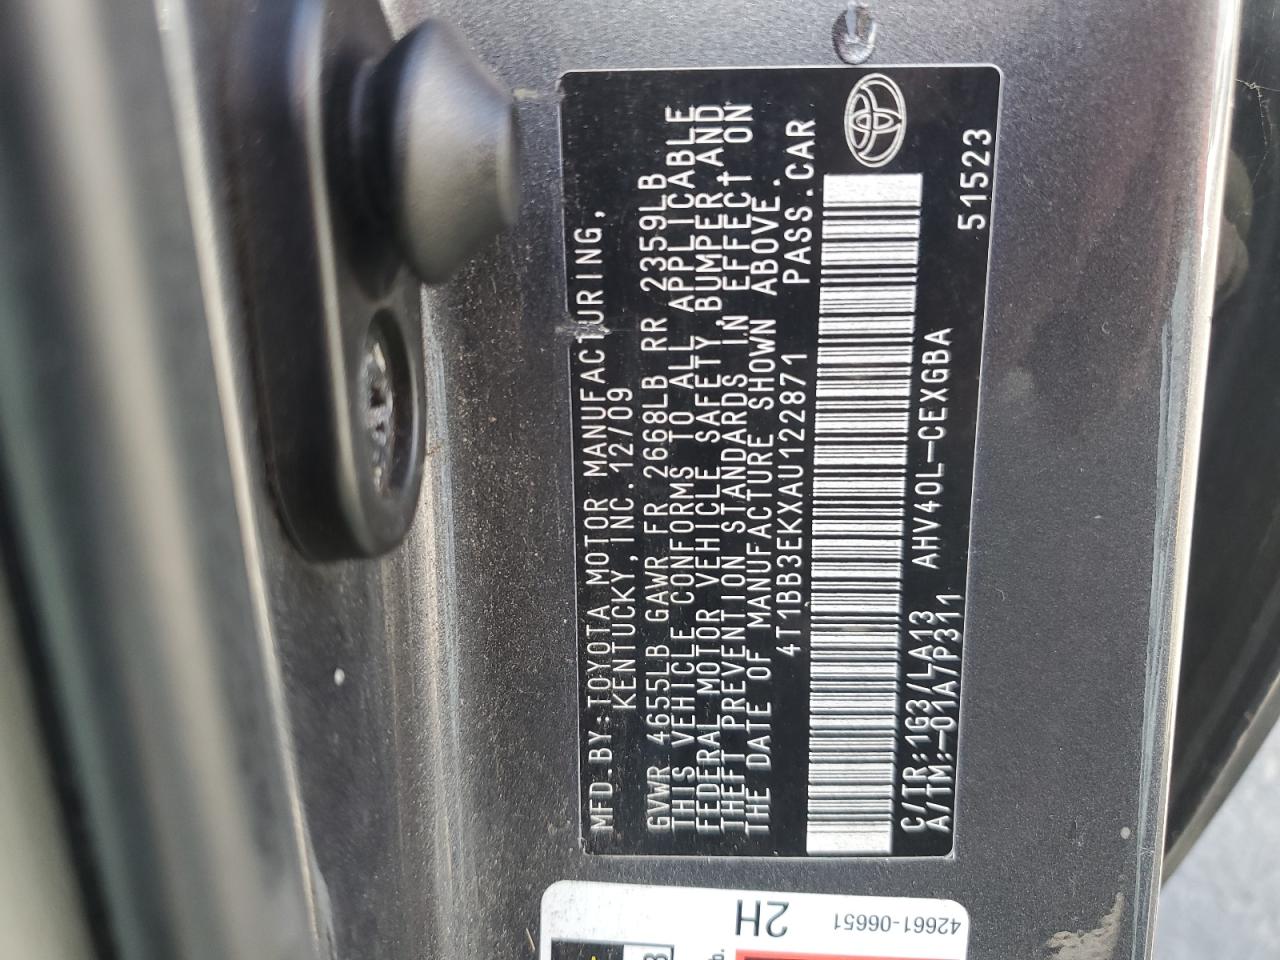 MFD.BY:TOYOTA MOTOR MANUFACTURING,
KENTUCKY,INC.12/09
GVWR 4655LB GAWR FR 2668LB RR 2359LB
THIS VEHICLE CONFORMS TO ALL APPLICABLE
FEDERAL MOTOR VEHICLE SAFETY,BUMPER,AND
THEFT PREVENTION STANDARDS IN EFFECT ON
THE DATE OF MANUFACTURE SHOWN ABOVE.
4T1BB3EKXAU122871 PASS.CAR
C/TR:1G3/LA13 AHV40L-CEXGBA 51523
A/TM:-01A/P311
2H
42661-06651